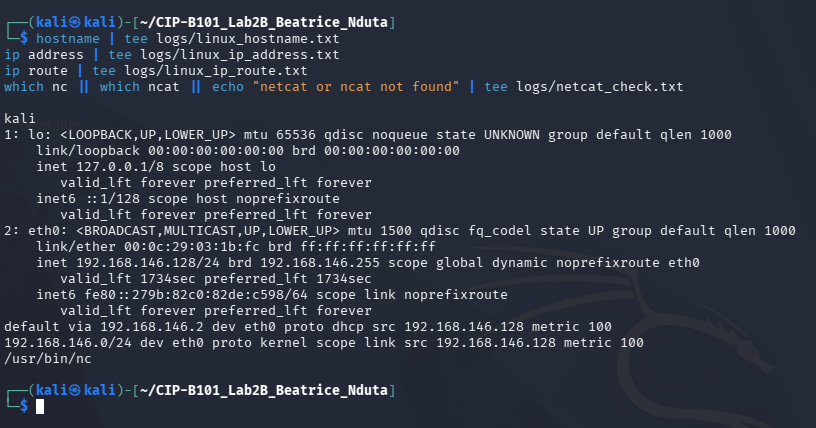 ┌──(kali㉿kali)-[~/CIP-B101_Lab2B_Beatrice_Nduta]
└─$ hostname | tee logs/linux_hostname.txt
ip address | tee logs/linux_ip_address.txt
ip route | tee logs/linux_ip_route.txt
which nc || which ncat || echo "netcat or ncat not found" | tee logs/netcat_check.txt

kali
1: lo: <LOOPBACK,UP,LOWER_UP> mtu 65536 qdisc noqueue state UNKNOWN group default qlen 1000
    link/loopback 00:00:00:00:00:00 brd 00:00:00:00:00:00
    inet 127.0.0.1/8 scope host lo
       valid_lft forever preferred_lft forever
    inet6 ::1/128 scope host noprefixroute
       valid_lft forever preferred_lft forever
2: eth0: <BROADCAST,MULTICAST,UP,LOWER_UP> mtu 1500 qdisc fq_codel state UP group default qlen 1000
    link/ether 00:0c:29:03:1b:fc brd ff:ff:ff:ff:ff:ff
    inet 192.168.146.128/24 brd 192.168.146.255 scope global dynamic noprefixroute eth0
       valid_lft 1734sec preferred_lft 1734sec
    inet6 fe80::279b:82c0:82de:c598/64 scope link noprefixroute
       valid_lft forever preferred_lft forever
default via 192.168.146.2 dev eth0 proto dhcp src 192.168.146.128 metric 100
192.168.146.0/24 dev eth0 proto kernel scope link src 192.168.146.128 metric 100
/usr/bin/nc

┌──(kali㉿kali)-[~/CIP-B101_Lab2B_Beatrice_Nduta]
└─$